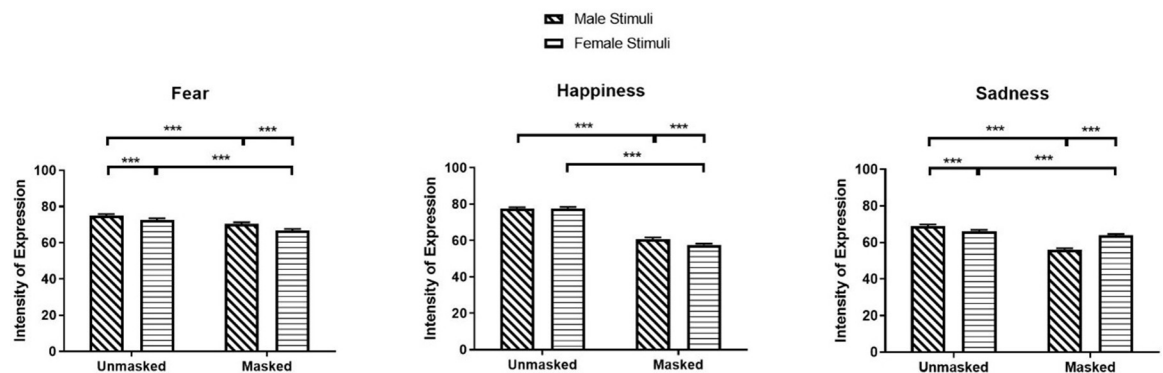 Male Stimuli
Female Stimuli
Fear
***
***
***
***
Intensity of Expression
100
80
60
40
20
0
Unmasked
Masked
Happiness
***
***
***
Intensity of Expression
100
80
60
40
20
0
Unmasked
Masked
Sadness
***
***
***
***
Intensity of Expression
100
80
60
40
20
0
Unmasked
Masked